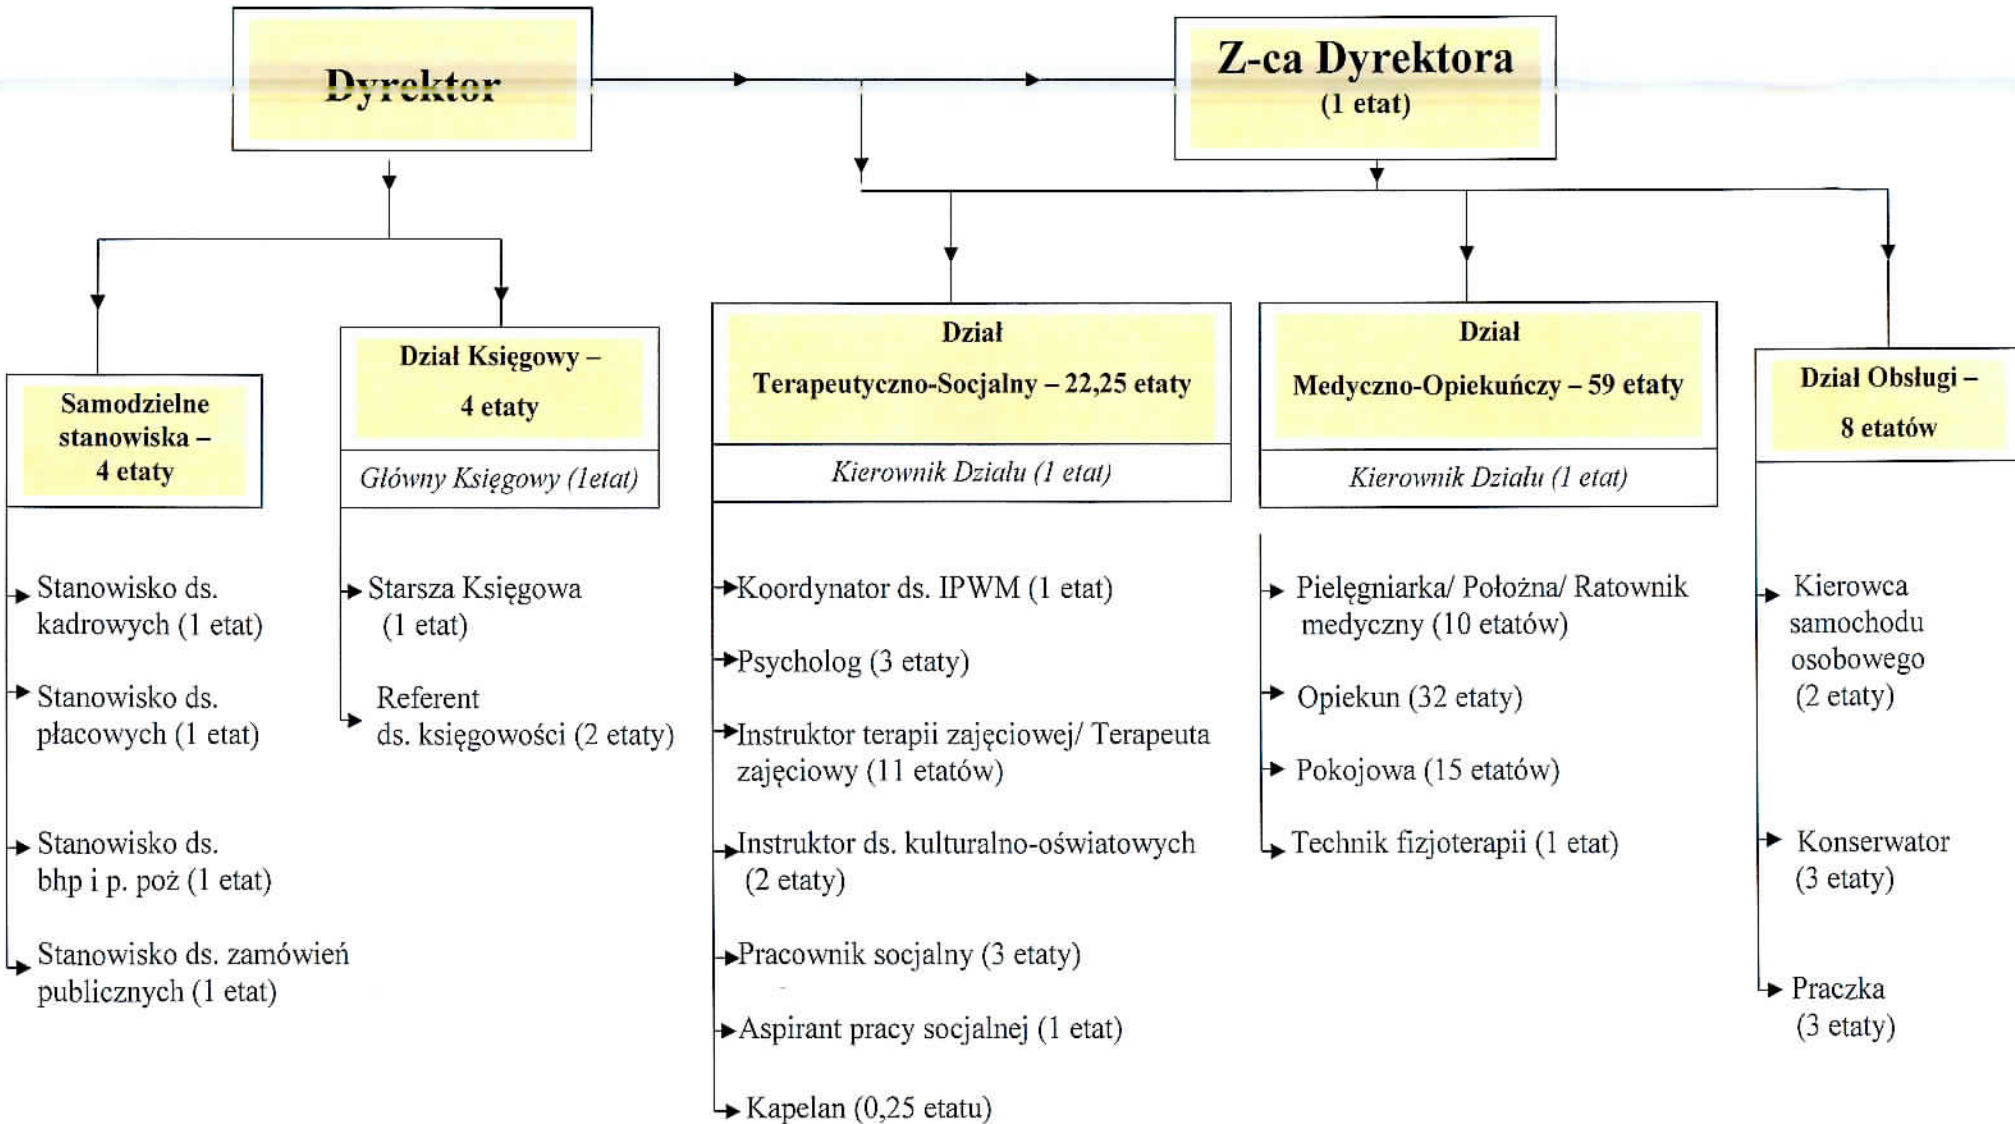 Dyrektor
Z-ca Dyrektora
(1 etat)
Samodzielne
stanowiska –
4 etaty
Stanowisko ds.
kadrowych (1 etat)
Stanowisko ds.
płacowych (1 etat)
Stanowisko ds.
bhp i p. poż (1 etat)
Stanowisko ds. zamówień
publicznych (1 etat)
Dział Księgowy –
4 etaty
Główny Księgowy (1etat)
Starsza Księgowa
(1 etat)
Referent
ds. księgowości (2 etaty)
Dział
Terapeutyczno-Socjalny – 22,25 etaty
Kierownik Działu (1 etat)
Koordynator ds. IPWM (1 etat)
Psycholog (3 etaty)
Instruktor terapii zajęciowej/ Terapeuta
zajęciowy (11 etatów)
Instruktor ds. kulturalno-oświatowych
(2 etaty)
Pracownik socjalny (3 etaty)
Aspirant pracy socjalnej (1 etat)
Kapelan (0,25 etatu)
Dział
Medyczno-Opiekuńczy – 59 etaty
Kierownik Działu (1 etat)
Pielęgniarka/ Położna/ Ratownik
medyczny (10 etatów)
Opiekun (32 etaty)
Pokojowa (15 etatów)
Technik fizjoterapii (1 etat)
Dział Obsługi –
8 etatów
Kierowca
samochodu
osobowego
(2 etaty)
Konserwator
(3 etaty)
Praczka
(3 etaty)